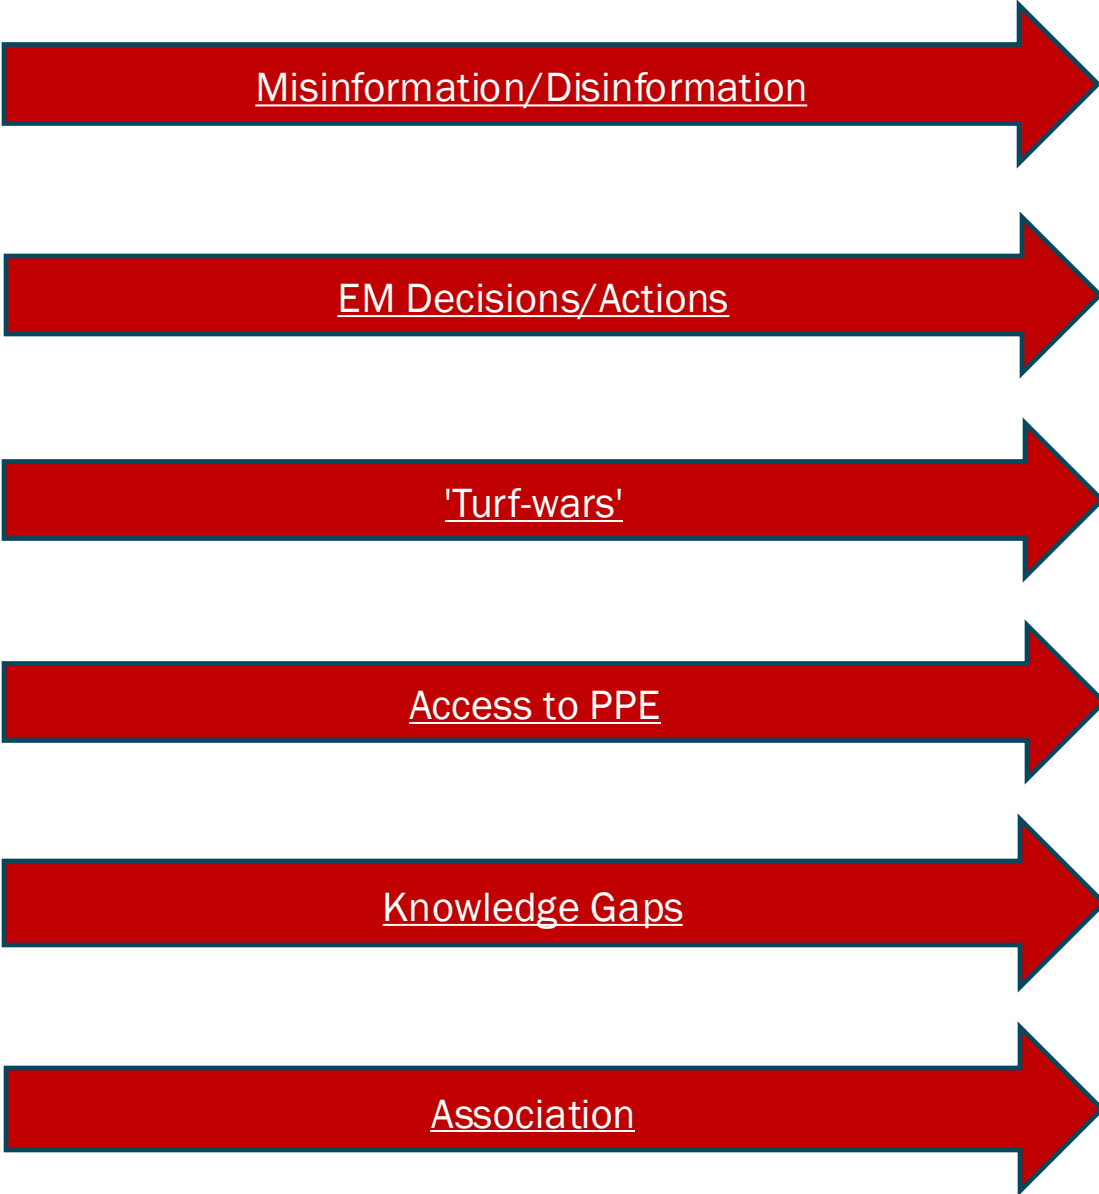 Misinformation/Disinformation
EM Decisions/Actions
'Turf-wars'
Access to PPE
Knowledge Gaps
Association